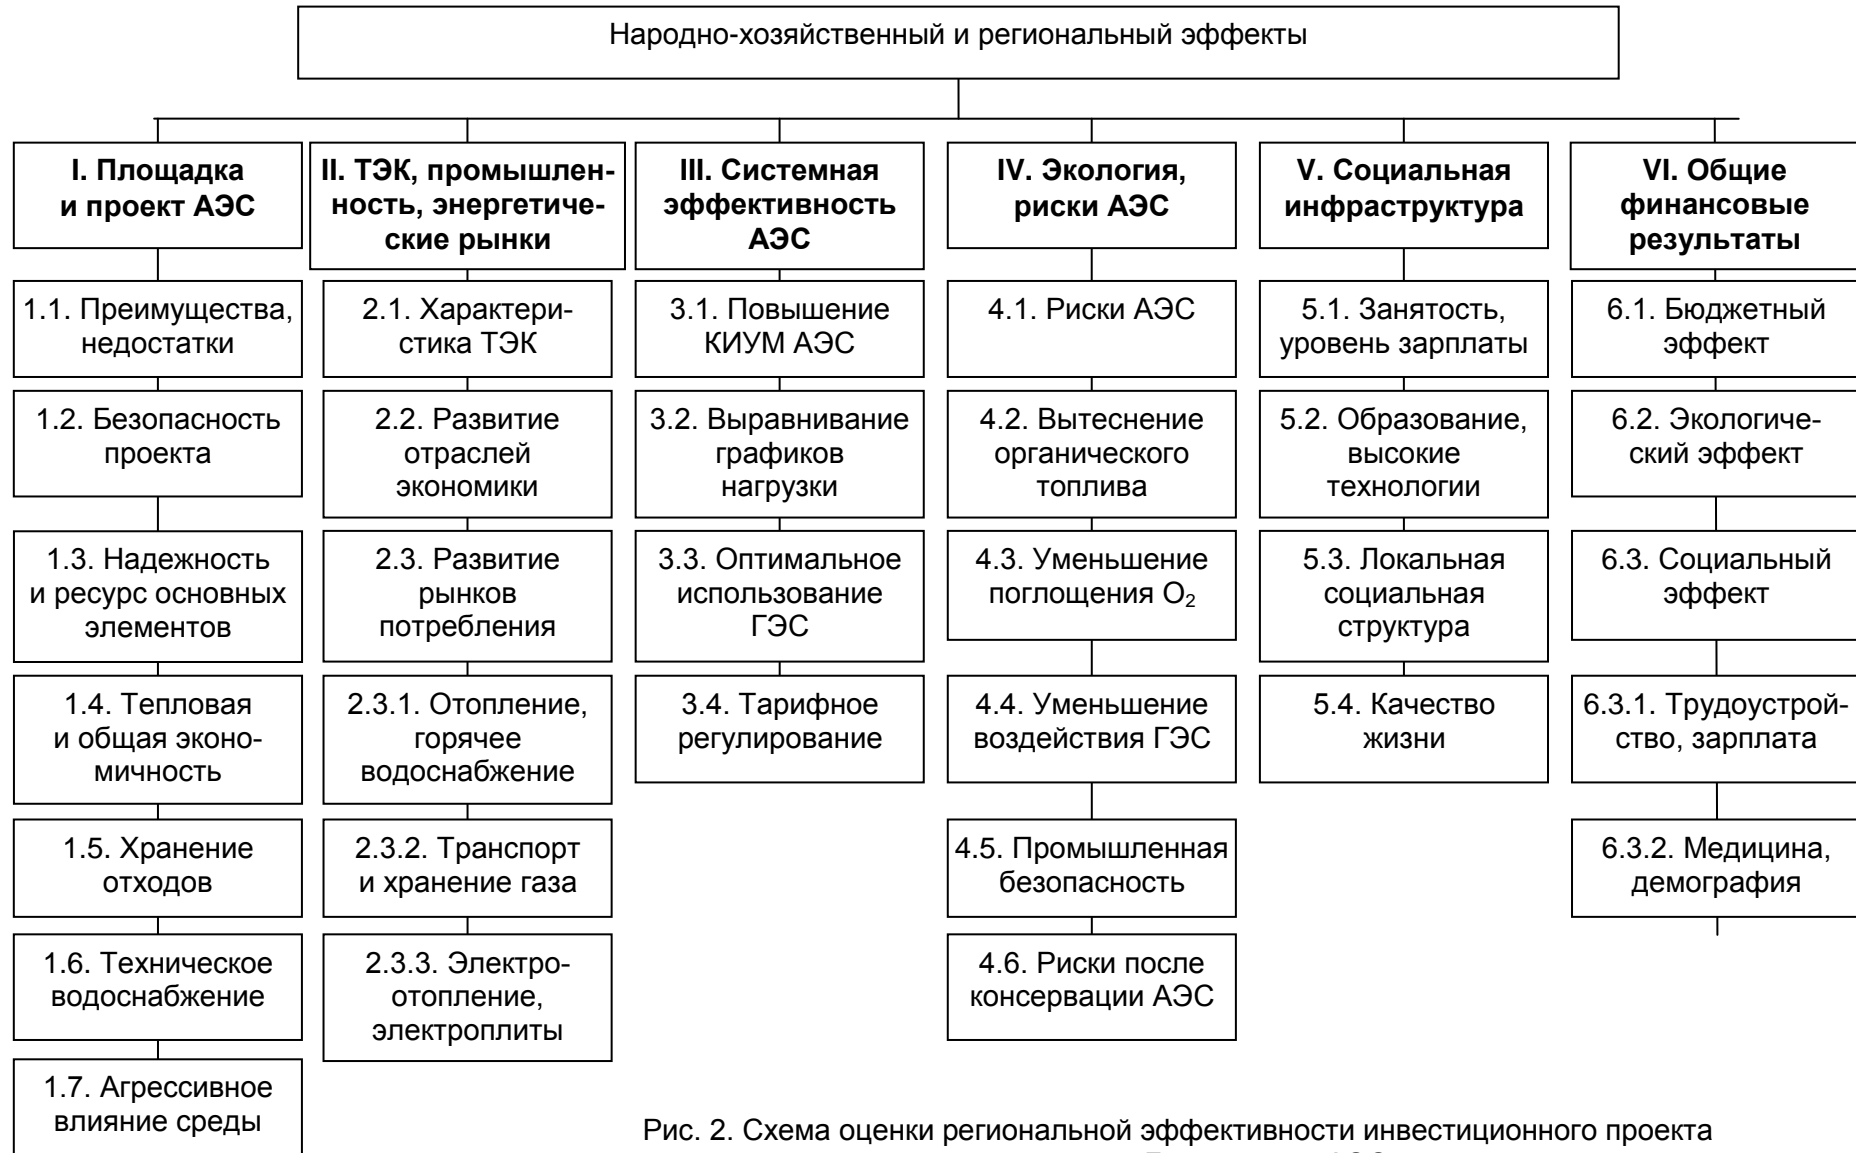 Народно-хозяйственный и региональный эффекты
I. Площадка
и проект АЭС
1.1. Преимущества,
недостатки
1.2. Безопасность
проекта
1.3. Надежность
и ресурс основных
элементов
1.4. Тепловая
и общая эконо-
мичность
1.5. Хранение
отходов
1.6. Техническое
водоснабжение
1.7. Агрессивное
влияние среды
II. ТЭК, промышлен-
ность, энергетиче-
ские рынки
2.1. Характери-
стика ТЭК
2.2. Развитие
отраслей
экономики
2.3. Развитие
рынков
потребления
2.3.1. Отопление,
горячее
водоснабжение
2.3.2. Транспорт
и хранение газа
2.3.3. Электро-
отопление,
электроплиты
III. Системная
эффективность
АЭС
3.1. Повышение
КИУМ АЭС
3.2. Выравнивание
графиков
нагрузки
3.3. Оптимальное
использование
ГЭС
3.4. Тарифное
регулирование
IV. Экология,
риски АЭС
4.1. Риски АЭС
4.2. Вытеснение
органического
топлива
4.3. Уменьшение
поглощения O₂
4.4. Уменьшение
воздействия ГЭС
4.5. Промышленная
безопасность
4.6. Риски после
консервации АЭС
V. Социальная
инфраструктура
5.1. Занятость,
уровень зарплаты
5.2. Образование,
высокие
технологии
5.3. Локальная
социальная
структура
5.4. Качество
жизни
VI. Общие
финансовые
результаты
6.1. Бюджетный
эффект
6.2. Экологиче-
ский эффект
6.3. Социальный
эффект
6.3.1. Трудоустрой-
ство, зарплата
6.3.2. Медицина,
демография
Рис. 2. Схема оценки региональной эффективности инвестиционного проекта